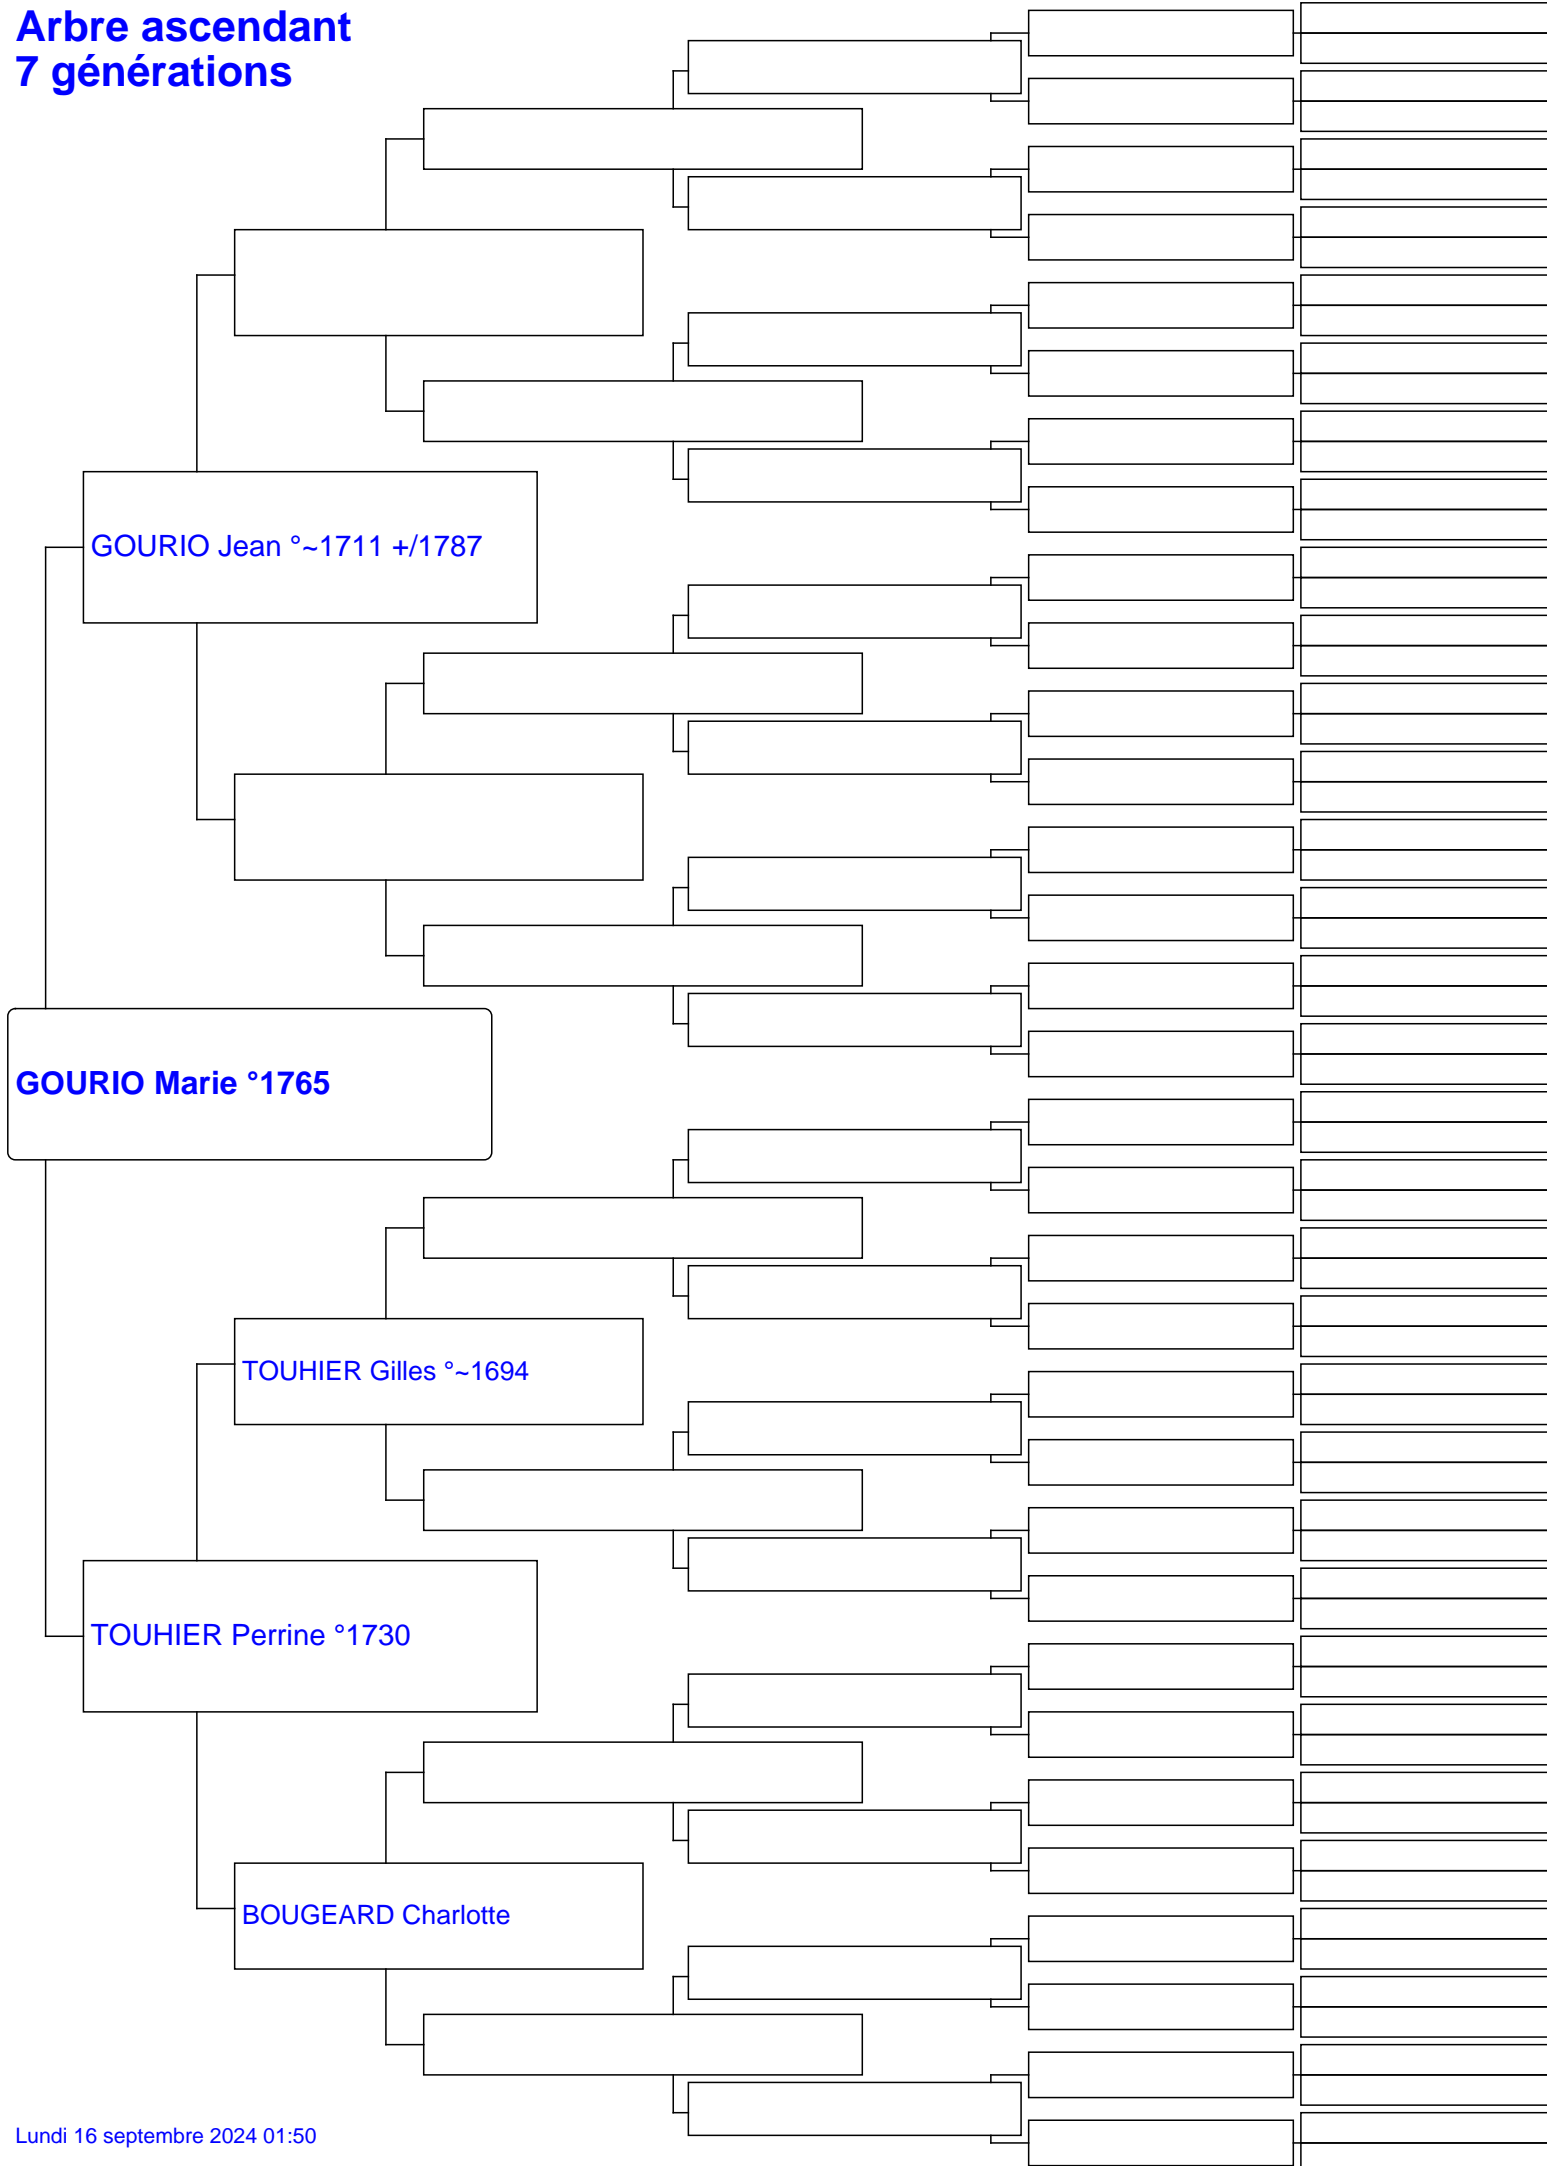 Arbre ascendant
7 générations
GOURIO Jean °~1711 +/1787
GOURIO Marie °1765
TOUHIER Gilles °~1694
TOUHIER Perrine °1730
BOUGEARD Charlotte
Lundi 16 septembre 2024 01:50